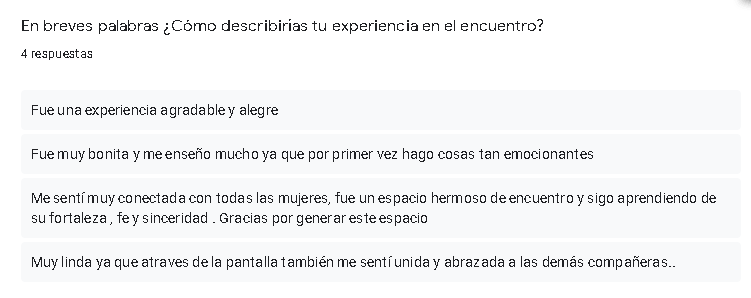 En breves palabras ¿Cómo describirías tu experiencia en el encuentro?
4 respuestas
Fue una experiencia agradable y alegre
Fue muy bonita y me enseño mucho ya que por primer vez hago cosas tan emocionantes
Me sentí muy conectada con todas las mujeres, fue un espacio hermoso de encuentro y sigo aprendiendo de
su fortaleza , fe y sinceridad . Gracias por generar este espacio
Muy linda ya que atraves de la pantalla también me sentí unida y abrazada a las demás compañeras..